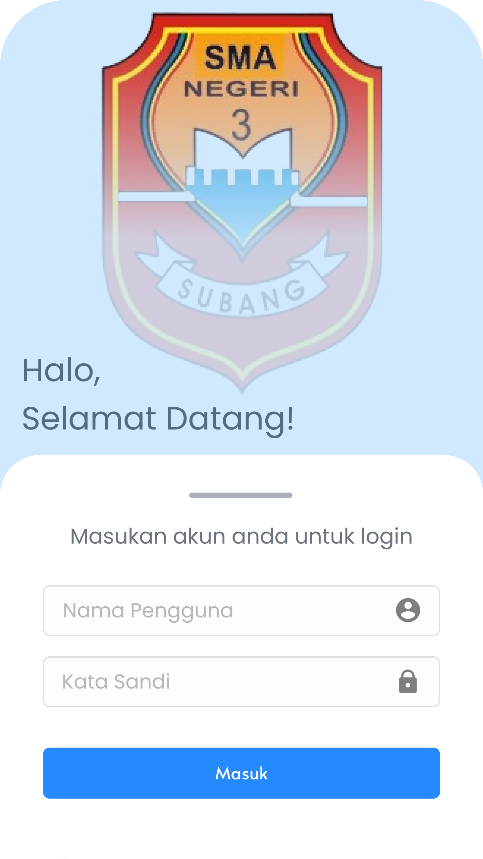 SMA
NEGERI
3
SUBANG
Halo,
Selamat Datang!
Masukan akun anda untuk login
Nama Pengguna
Kata Sandi
Masuk